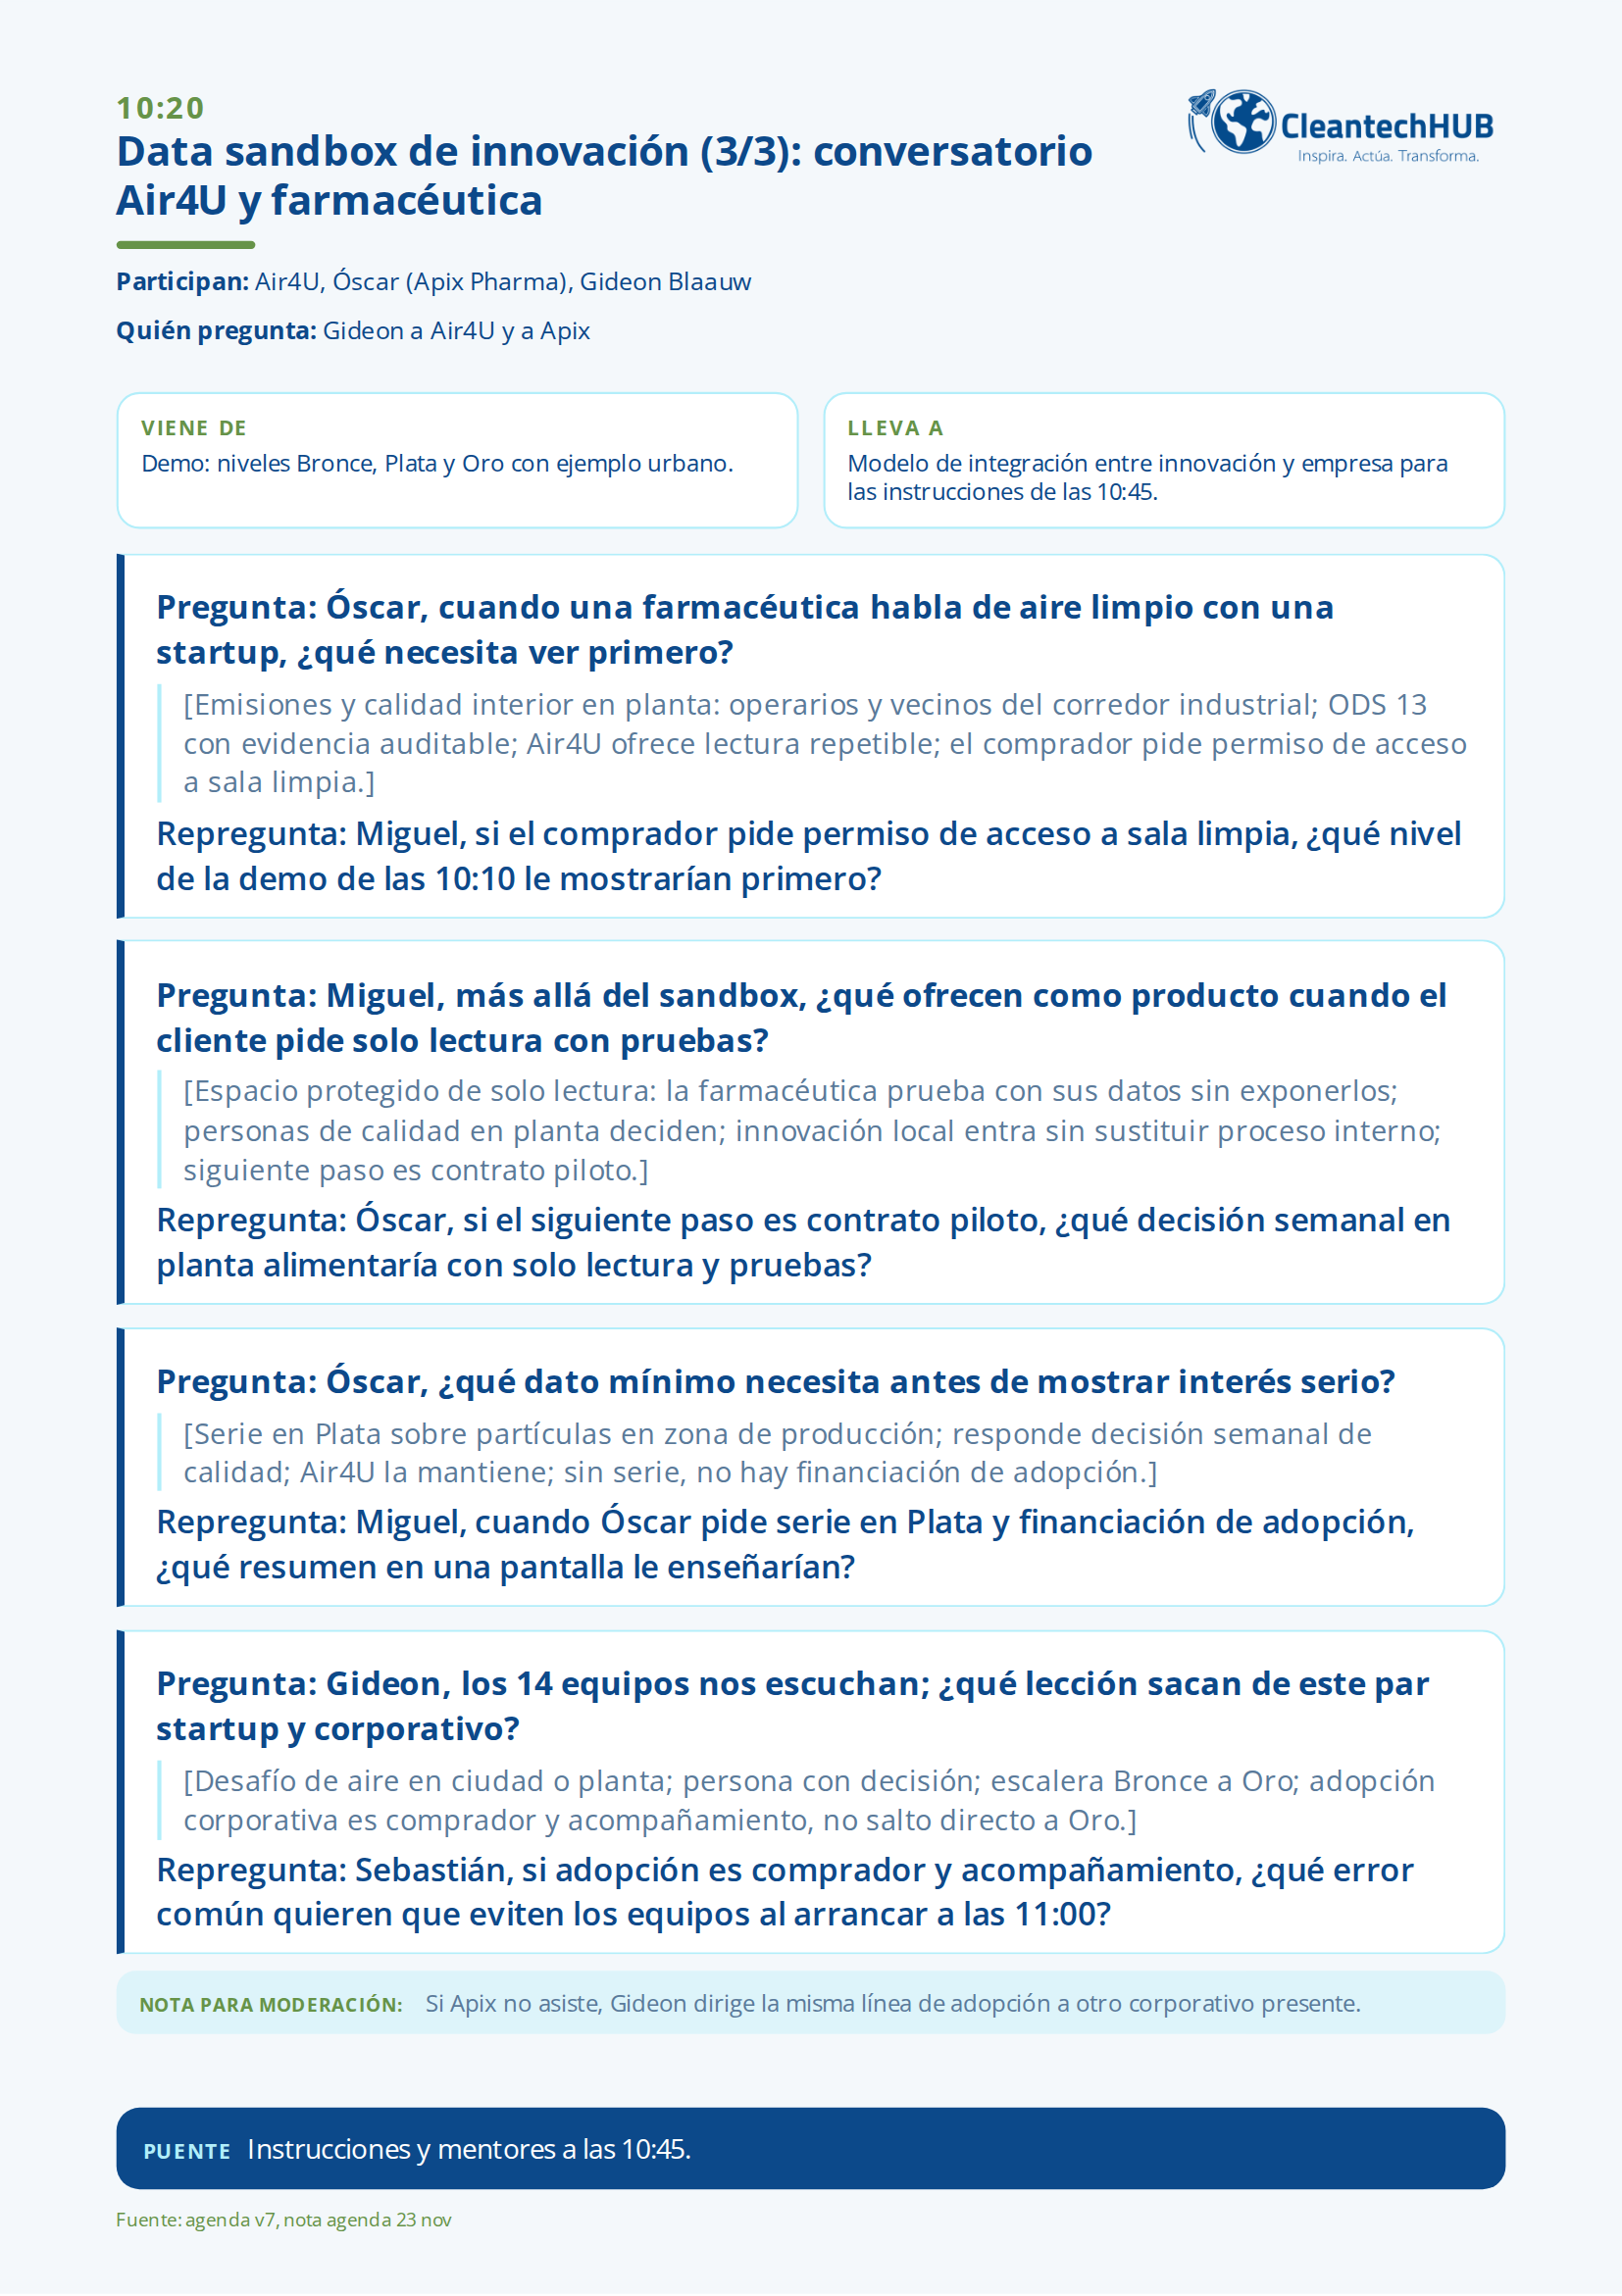 10:20
Data sandbox de innovación (3/3): conversatorio
Air4U y farmacéutica
CleantechHUB
Inspira. Actúa. Transforma.
Participan: Air4U, Óscar (Apix Pharma), Gideon Blaauw
Quién pregunta: Gideon a Air4U y a Apix
VIENE DE
Demo: niveles Bronce, Plata y Oro con ejemplo urbano.
LLEVA A
Modelo de integración entre innovación y empresa para
las instrucciones de las 10:45.
Pregunta: Óscar, cuando una farmacéutica habla de aire limpio con una
startup, ¿qué necesita ver primero?
[Emisiones y calidad interior en planta: operarios y vecinos del corredor industrial; ODS 13
con evidencia auditable; Air4U ofrece lectura repetible; el comprador pide permiso de acceso
a sala limpia.]
Repregunta: Miguel, si el comprador pide permiso de acceso a sala limpia, ¿qué nivel
de la demo de las 10:10 le mostrarían primero?
Pregunta: Miguel, más allá del sandbox, ¿qué ofrecen como producto cuando el
cliente pide solo lectura con pruebas?
[Espacio protegido de solo lectura: la farmacéutica prueba con sus datos sin exponerlos;
personas de calidad en planta deciden; innovación local entra sin sustituir proceso interno;
siguiente paso es contrato piloto.]
Repregunta: Óscar, si el siguiente paso es contrato piloto, ¿qué decisión semanal en
planta alimentaría con solo lectura y pruebas?
Pregunta: Óscar, ¿qué dato mínimo necesita antes de mostrar interés serio?
[Serie en Plata sobre partículas en zona de producción; responde decisión semanal de
calidad; Air4U la mantiene; sin serie, no hay financiación de adopción.]
Repregunta: Miguel, cuando Óscar pide serie en Plata y financiación de adopción,
¿qué resumen en una pantalla le enseñarían?
Pregunta: Gideon, los 14 equipos nos escuchan; ¿qué lección sacan de este par
startup y corporativo?
[Desafío de aire en ciudad o planta; persona con decisión; escalera Bronce a Oro; adopción
corporativa es comprador y acompañamiento, no salto directo a Oro.]
Repregunta: Sebastián, si adopción es comprador y acompañamiento, ¿qué error
común quieren que eviten los equipos al arrancar a las 11:00?
NOTA PARA MODERACIÓN: Si Apix no asiste, Gideon dirige la misma línea de adopción a otro corporativo presente.
PUENTE Instrucciones y mentores a las 10:45.
Fuente: agenda v7, nota agenda 23 nov